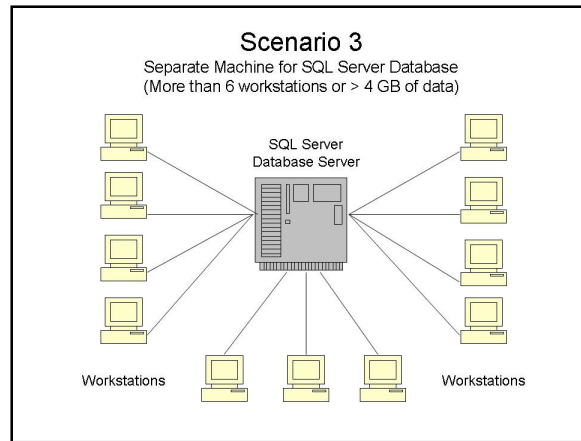 Scenario 3
Separate Machine for SQL Server Database
(More than 6 workstations or > 4 GB of data)
SQL Server
Database Server
Workstations
Workstations